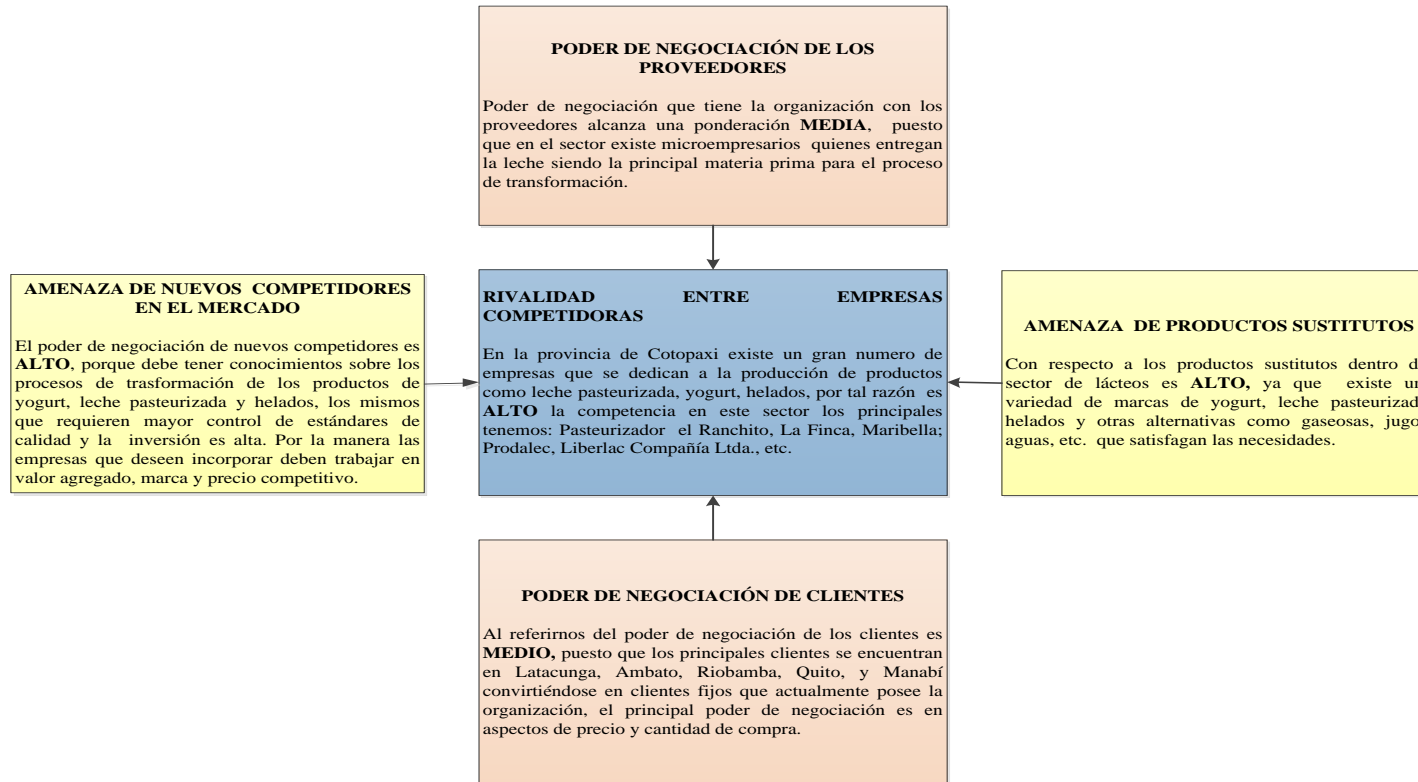 PODER DE NEGOCIACIÓN DE LOS
PROVEEDORES
Poder de negociación que tiene la organización con los
proveedores alcanza una ponderación MEDIA, puesto
que en el sector existe microempresarios quienes entregan
la leche siendo la principal materia prima para el proceso
de transformación.
AMENAZA DE NUEVOS COMPETIDORES
EN EL MERCADO
El poder de negociación de nuevos competidores es
ALTO, porque debe tener conocimientos sobre los
procesos de trasformación de los productos de
yogurt, leche pasteurizada y helados, los mismos
que requieren mayor control de estándares de
calidad y la inversión es alta. Por la manera las
empresas que deseen incorporar deben trabajar en
valor agregado, marca y precio competitivo.
RIVALIDAD ENTRE EMPRESAS
COMPETIDORAS
En la provincia de Cotopaxi existe un gran numero de
empresas que se dedican a la producción de productos
como leche pasteurizada, yogurt, helados, por tal razón es
ALTO la competencia en este sector los principales
tenemos: Pasteurizador el Ranchito, La Finca, Maribella;
Prodalec, Liberlac Compañía Ltda., etc.
AMENAZA DE PRODUCTOS SUSTITUTOS
Con respecto a los productos sustitutos dentro
sector de lácteos es ALTO, ya que existe
variedad de marcas de yogurt, leche
helados y otras alternativas como gaseosas,
aguas, etc. que satisfagan las necesidades.
PODER DE NEGOCIACIÓN DE CLIENTES
Al referirnos del poder de negociación de los clientes es
MEDIO, puesto que los principales clientes se encuentran
en Latacunga, Ambato, Riobamba, Quito, y Manabí
convirtiéndose en clientes fijos que actualmente posee la
organización, el principal poder de negociación es en
aspectos de precio y cantidad de compra.